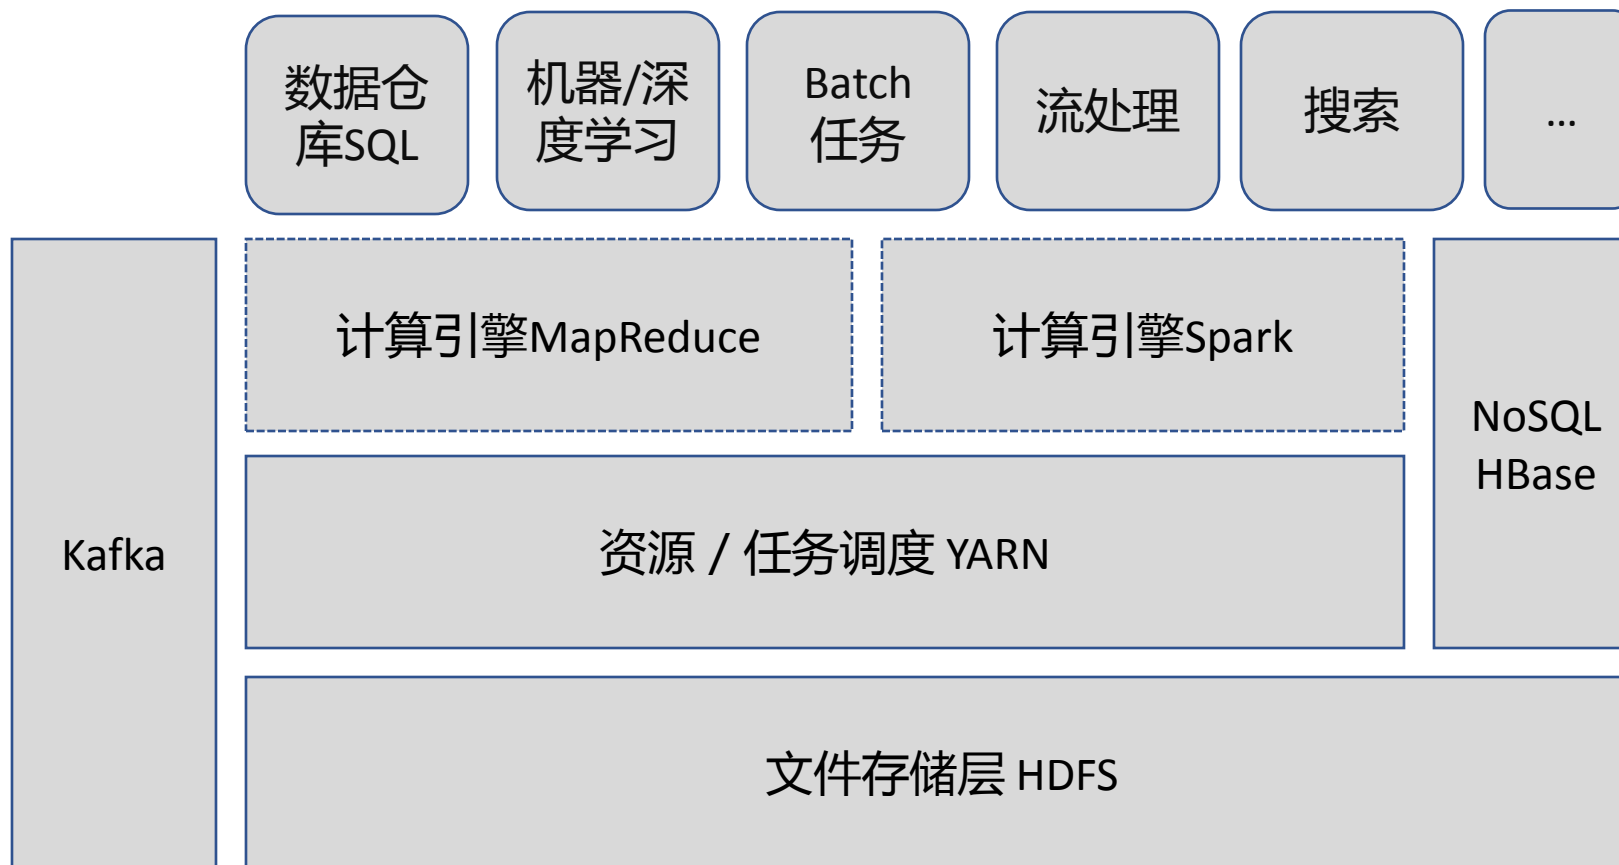 数据仓
库SQL
机器/深
度学习
Batch
任务
流处理
搜索
...
Kafka
计算引擎MapReduce
计算引擎Spark
NoSQL
HBase
资源 / 任务调度 YARN
文件存储层 HDFS